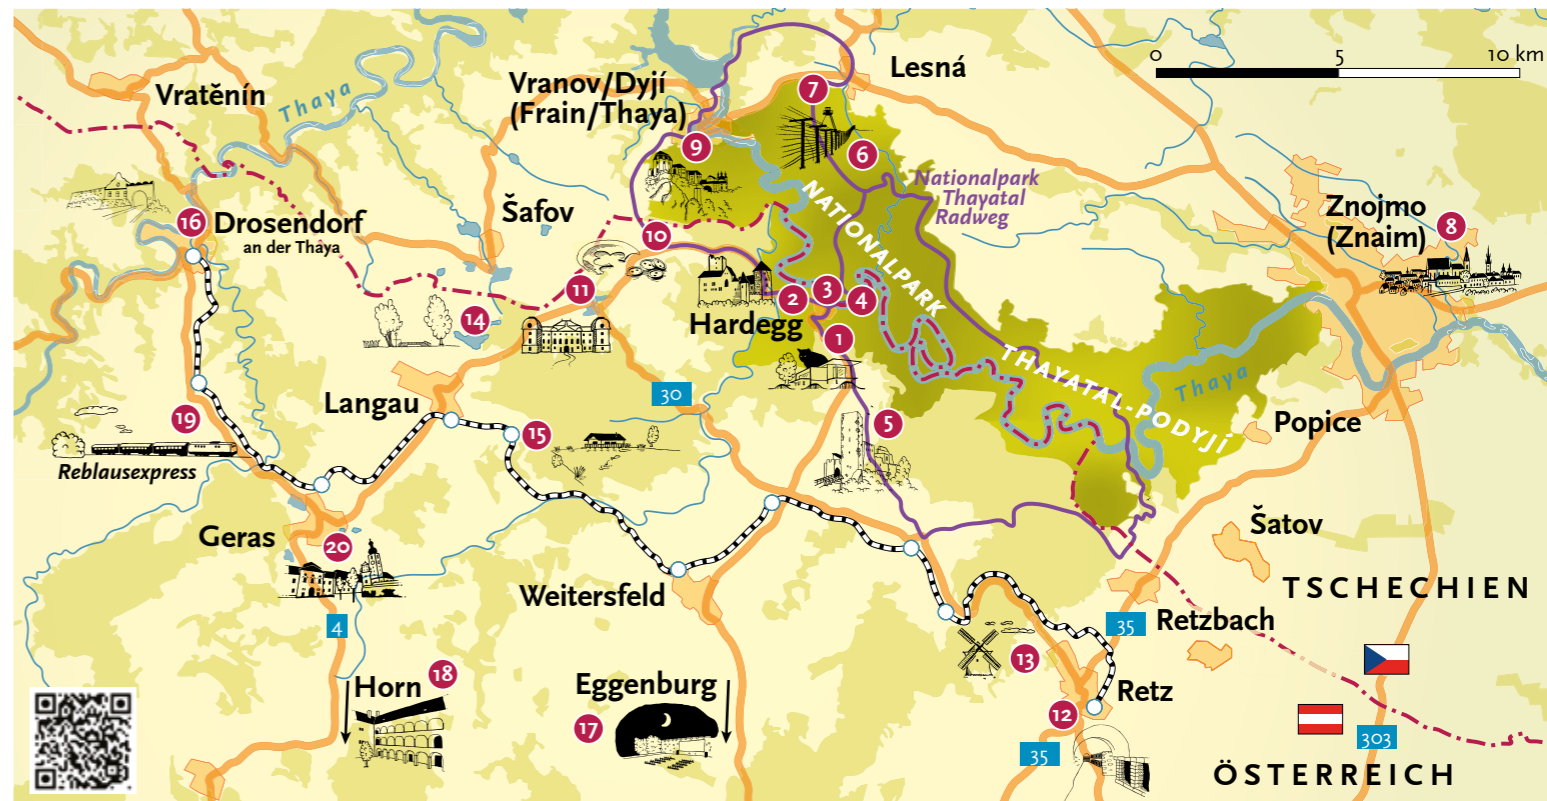 0 5 10 km
Lesná
Vratěnín
Thaya
Vranov/Dyjí
(Frain/Thaya)
7
9
6
Nationalpark
Thayatal
Radweg
NATIONALPARK
THAYATAL-PODYJÍ
Znojmo
(Znaim)
8
16
Drosendorf
an der Thaya
Šafov
10
11
14
2
3
4
Hardegg
1
Thaya
30
Langau
19
15
5
Popice
Reblausexpress
Geras
20
Šatov
TSCHECHIEN
Weitersfeld
4
35
Retzbach
13
18
Horn
Eggenburg
17
Retz
12
35
303
ÖSTERREICH